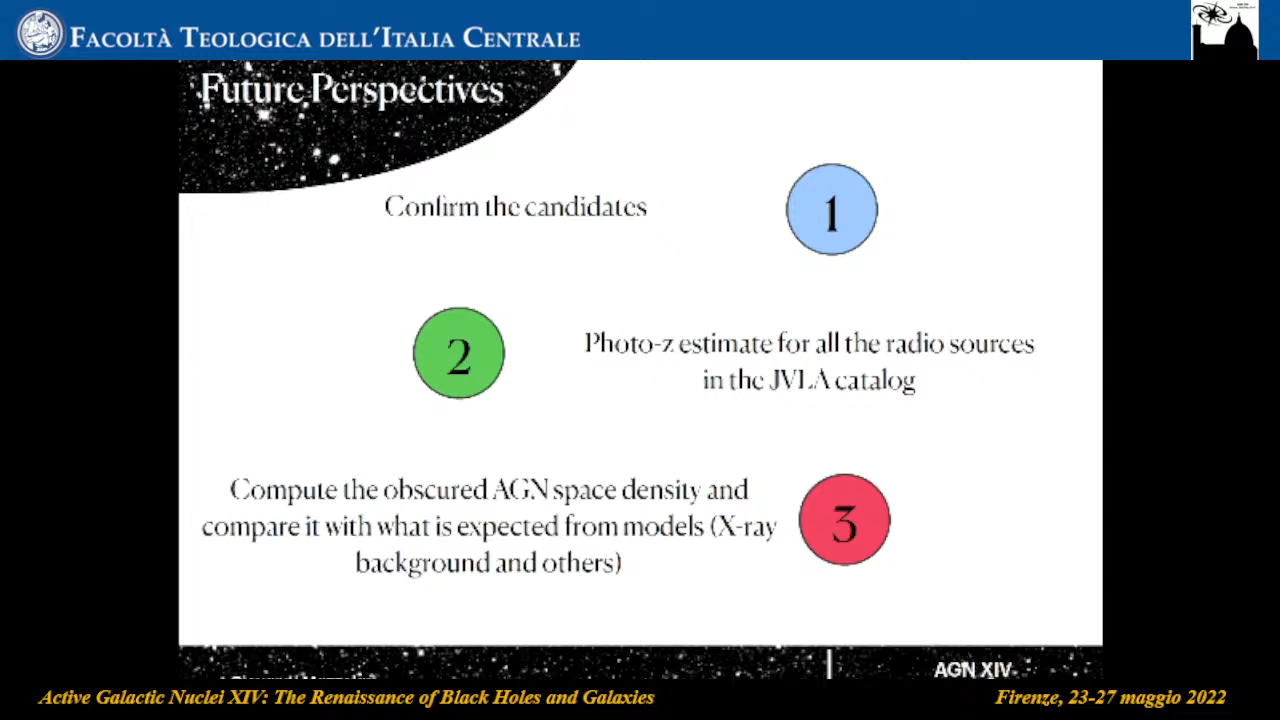 FACOLTÀ TEOLOGICA DELL'ITALIA CENTRALE
Future Perspectives
Confirm the candidates
1
2
Photo-z estimate for all the radio sources
in the JVLA catalog
Compute the obscured AGN space density and
compare it with what is expected from models (X-ray
background and others)
3
AGN XIV
Active Galactic Nuclei XIV: The Renaissance of Black Holes and Galaxies
Firenze, 23-27 maggio 2022